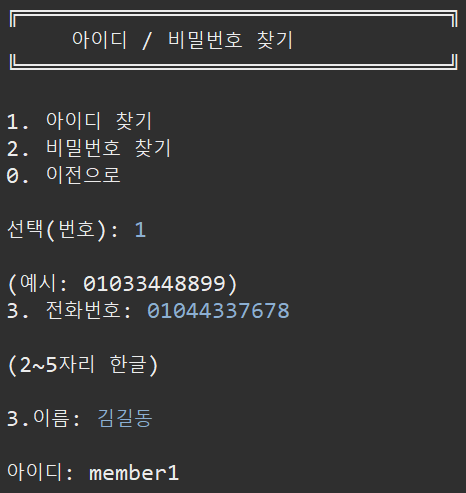 아이디 / 비밀번호 찾기
1. 아이디 찾기
2. 비밀번호 찾기
0. 이전으로
선택(번호): 1
(예시: 01033448899)
3. 전화번호: 01044337678
(2~5자리 한글)
3.이름: 김길동
아이디: member1